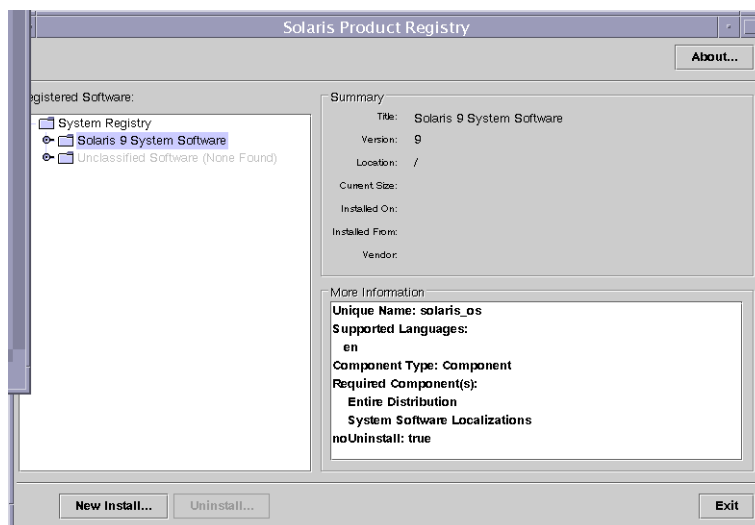 Solaris Product Registry
About...
egistered Software:
System Registry
Solaris 9 System Software
Unclassified Software (None Found)
Summary
Title: Solaris 9 System Software
Version: 9
Location: /
Current Size:
Installed On:
Installed From:
Vendor:
More Information
Unique Name: solaris_os
Supported Languages:
en
Component Type: Component
Required Component(s):
Entire Distribution
System Software Localizations
noUninstall: true
New Install...
Uninstall...
Exit